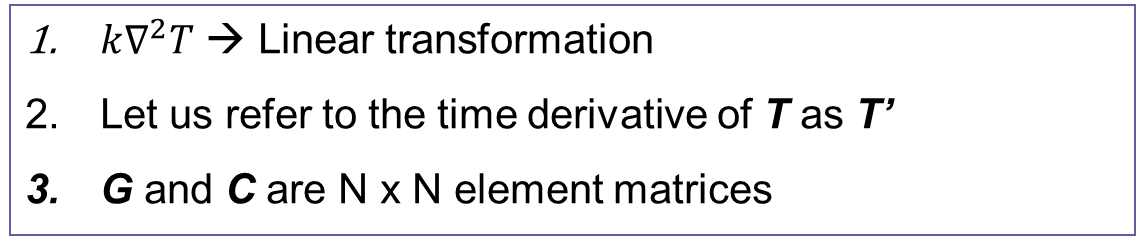 1. k∇²T → Linear transformation
2. Let us refer to the time derivative of T as T’
3. G and C are N x N element matrices